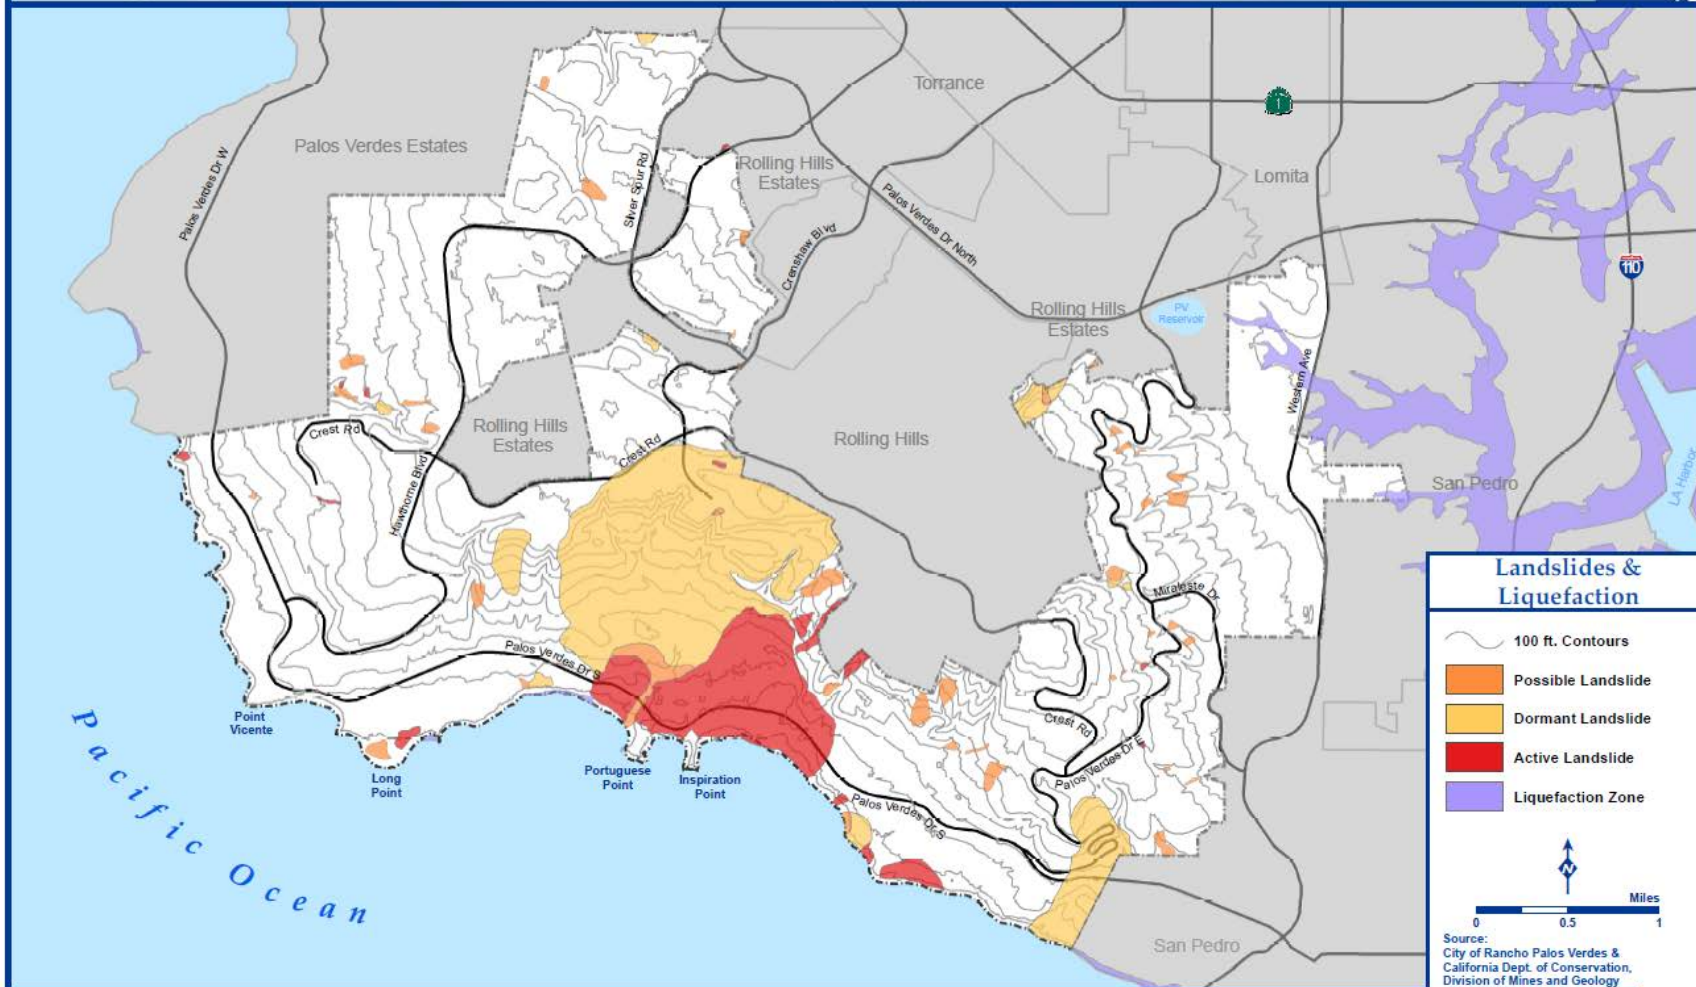 Torrance
1
Palos Verdes Estates
Palos Verdes Dr W
Silver Spur Rd
Rolling Hills
Estates
Lomita
Palos Verdes Dr North
Crenshaw Blvd
110
Rolling Hills
Estates
PV
Reservoir
Western Ave
Crest Rd
Rolling Hills
Estates
Rolling Hills
Crest Rd
Hawthorne Blvd
San Pedro
LA Harbor
Miraleste Dr
Palos Verdes Dr S
Point
Vicente
Crest Rd
Palos Verdes Dr E
Long
Point
Portuguese
Point
Inspiration
Point
Palos Verdes Dr S
Pacific Ocean
San Pedro
Landslides &
Liquefaction
100 ft. Contours
Possible Landslide
Dormant Landslide
Active Landslide
Liquefaction Zone
N
Miles
0 0.5 1
Source:
City of Rancho Palos Verdes &
California Dept. of Conservation,
Division of Mines and Geology